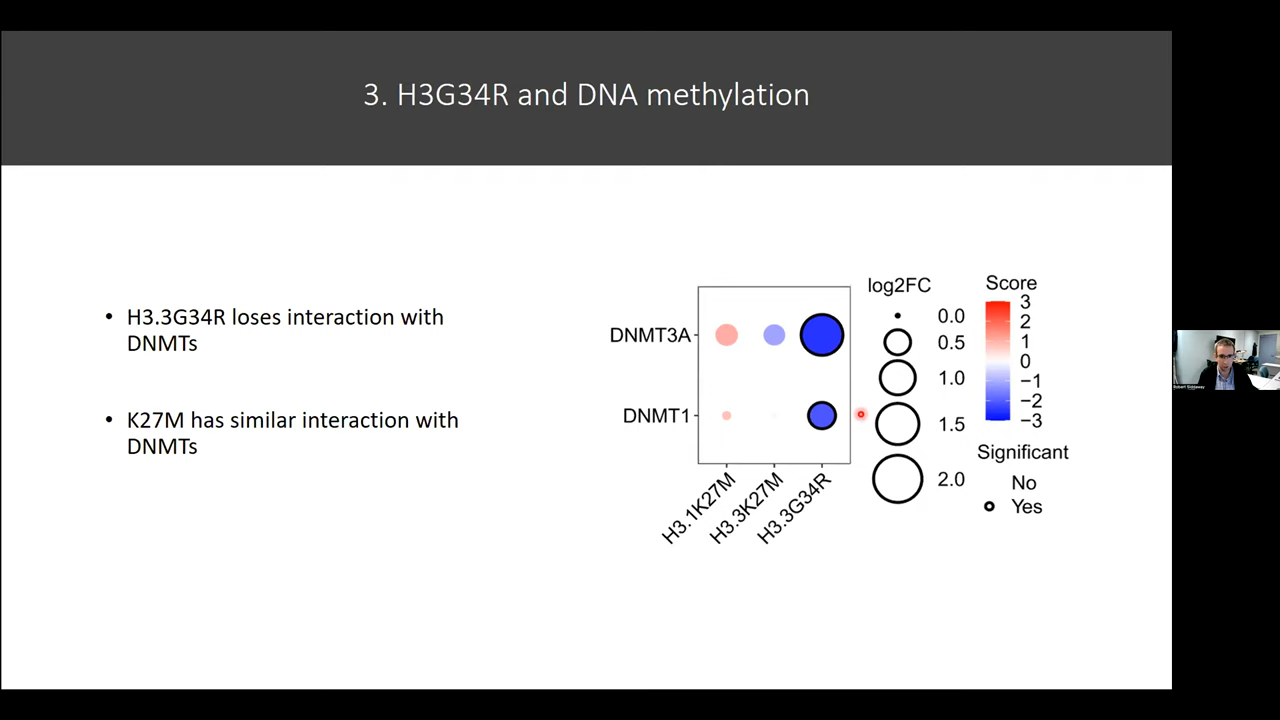 3. H3G34R and DNA methylation
• H3.3G34R loses interaction with
DNMTs
• K27M has similar interaction with
DNMTs
DNMT3A
DNMT1
H3.1K27M
H3.3K27M
H3.3G34R
log2FC
0.0
0.5
1.0
1.5
2.0
Score
3
2
1
0
−1
−2
−3
Significant
No
Yes
Robert Siddaway